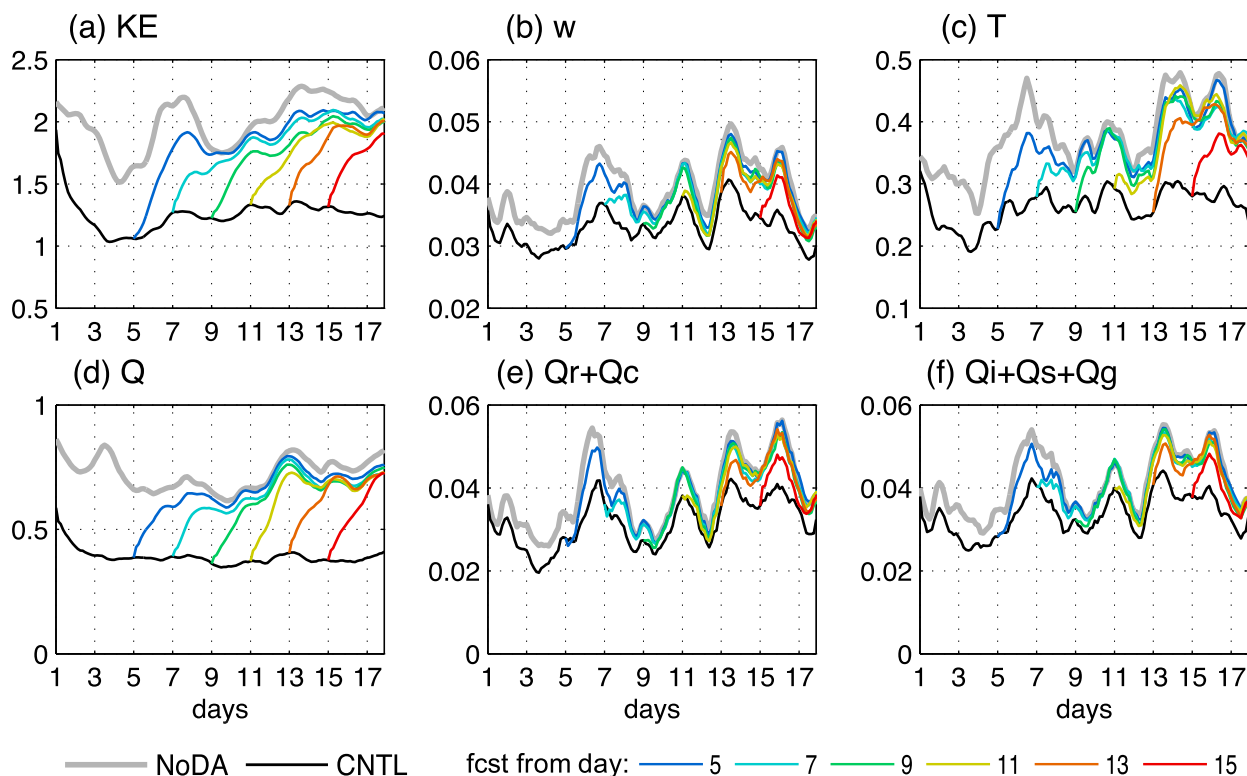 (a) KE
(b) w
(c) T
2.5
2
1.5
1
0.5
0.06
0.05
0.04
0.03
0.02
0.5
0.4
0.3
0.2
0.1
1 3 5 7 9 11 13 15 17
1 3 5 7 9 11 13 15 17
1 3 5 7 9 11 13 15 17
(d) Q
(e) Qr+Qc
(f) Qi+Qs+Qg
1
0.5
0
0.06
0.04
0.02
0
0.06
0.04
0.02
0
1 3 5 7 9 11 13 15 17
1 3 5 7 9 11 13 15 17
1 3 5 7 9 11 13 15 17
days
days
days
NoDA CNTL fcst from day: 5 7 9 11 13 15